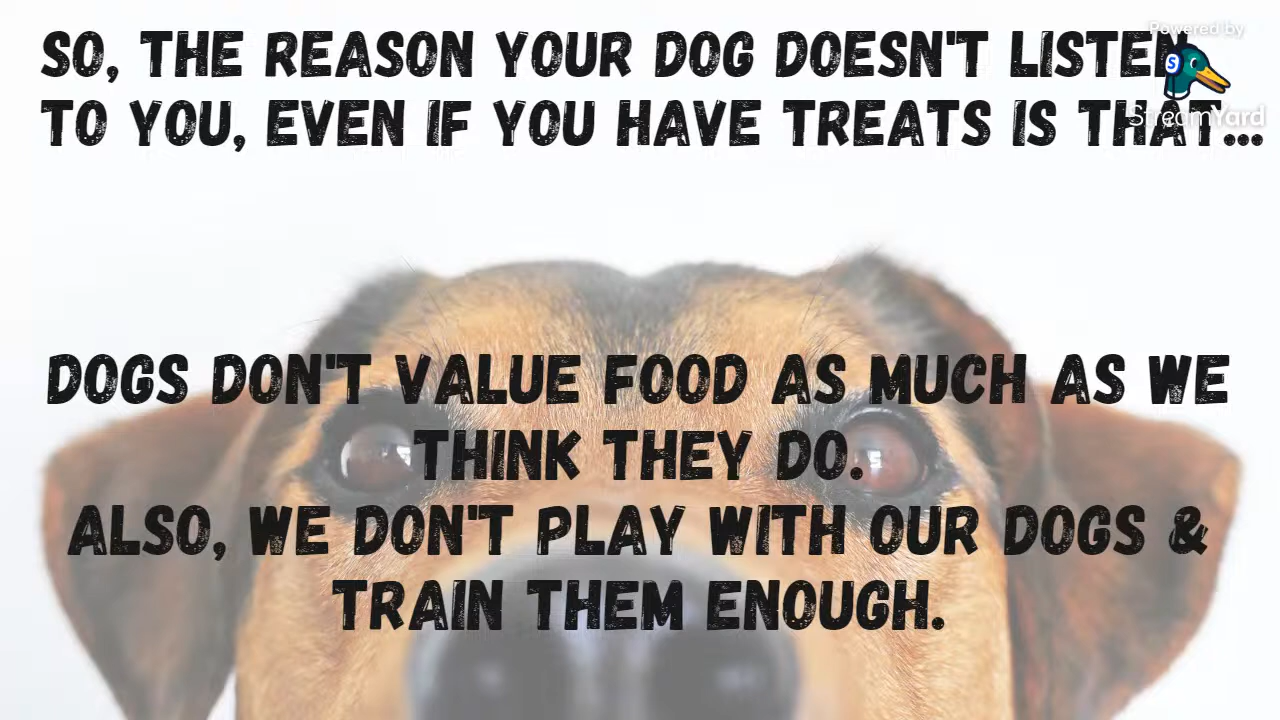 SO, THE REASON YOUR DOG DOESN'T LISTEN
TO YOU, EVEN IF YOU HAVE TREATS IS THAT...
Powered by
S
StreamYard
DOGS DON'T VALUE FOOD AS MUCH AS WE
THINK THEY DO.
ALSO, WE DON'T PLAY WITH OUR DOGS &
TRAIN THEM ENOUGH.